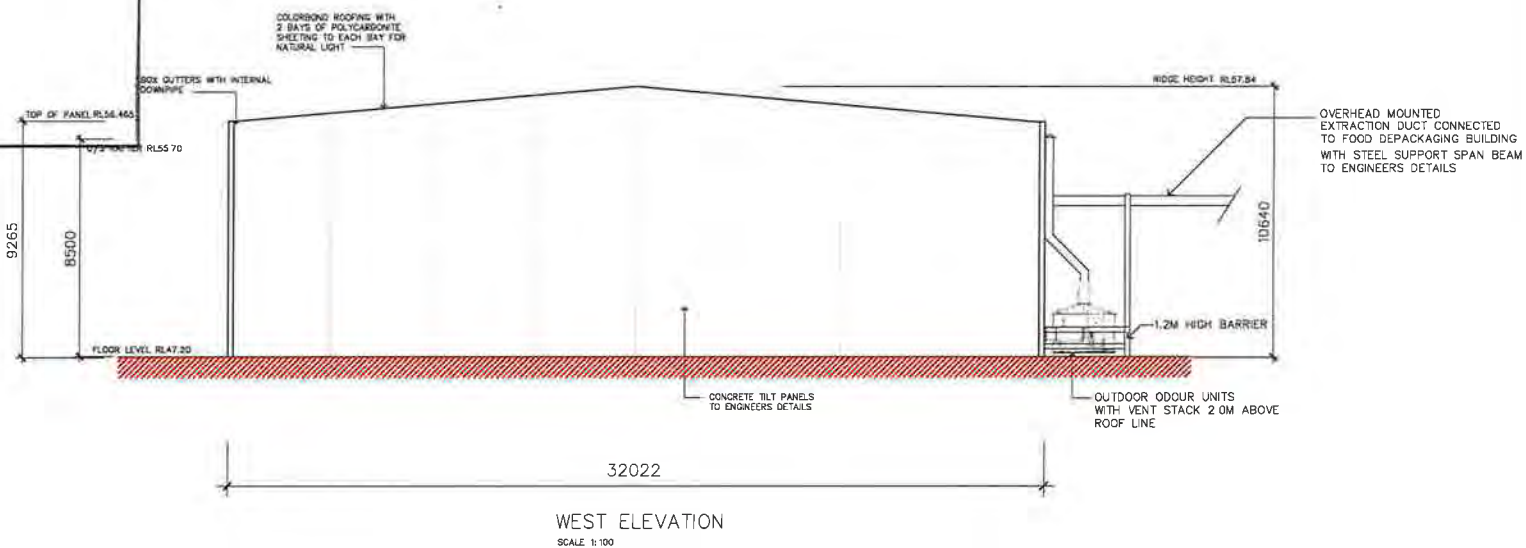 COLORBOND ROOFING WITH
2 BAYS OF POLYCARBONITE
SHEETING TO EACH BAY FOR
NATURAL LIGHT
BOX GUTTERS WITH INTERNAL
DOWNPIPE
RIDGE HEIGHT RL57.84
TOP OF PANEL RL56.465
OVERHEAD MOUNTED
EXTRACTION DUCT CONNECTED
TO FOOD DEPACKAGING BUILDING
WITH STEEL SUPPORT SPAN BEAM
TO ENGINEERS DETAILS
RL55 70
9265
8500
10640
1.2M HIGH BARRIER
FLOOR LEVEL RL47.20
CONCRETE TILT PANELS
TO ENGINEERS DETAILS
OUTDOOR ODOUR UNITS
WITH VENT STACK 2 0M ABOVE
ROOF LINE
32022
WEST ELEVATION
SCALE 1:100